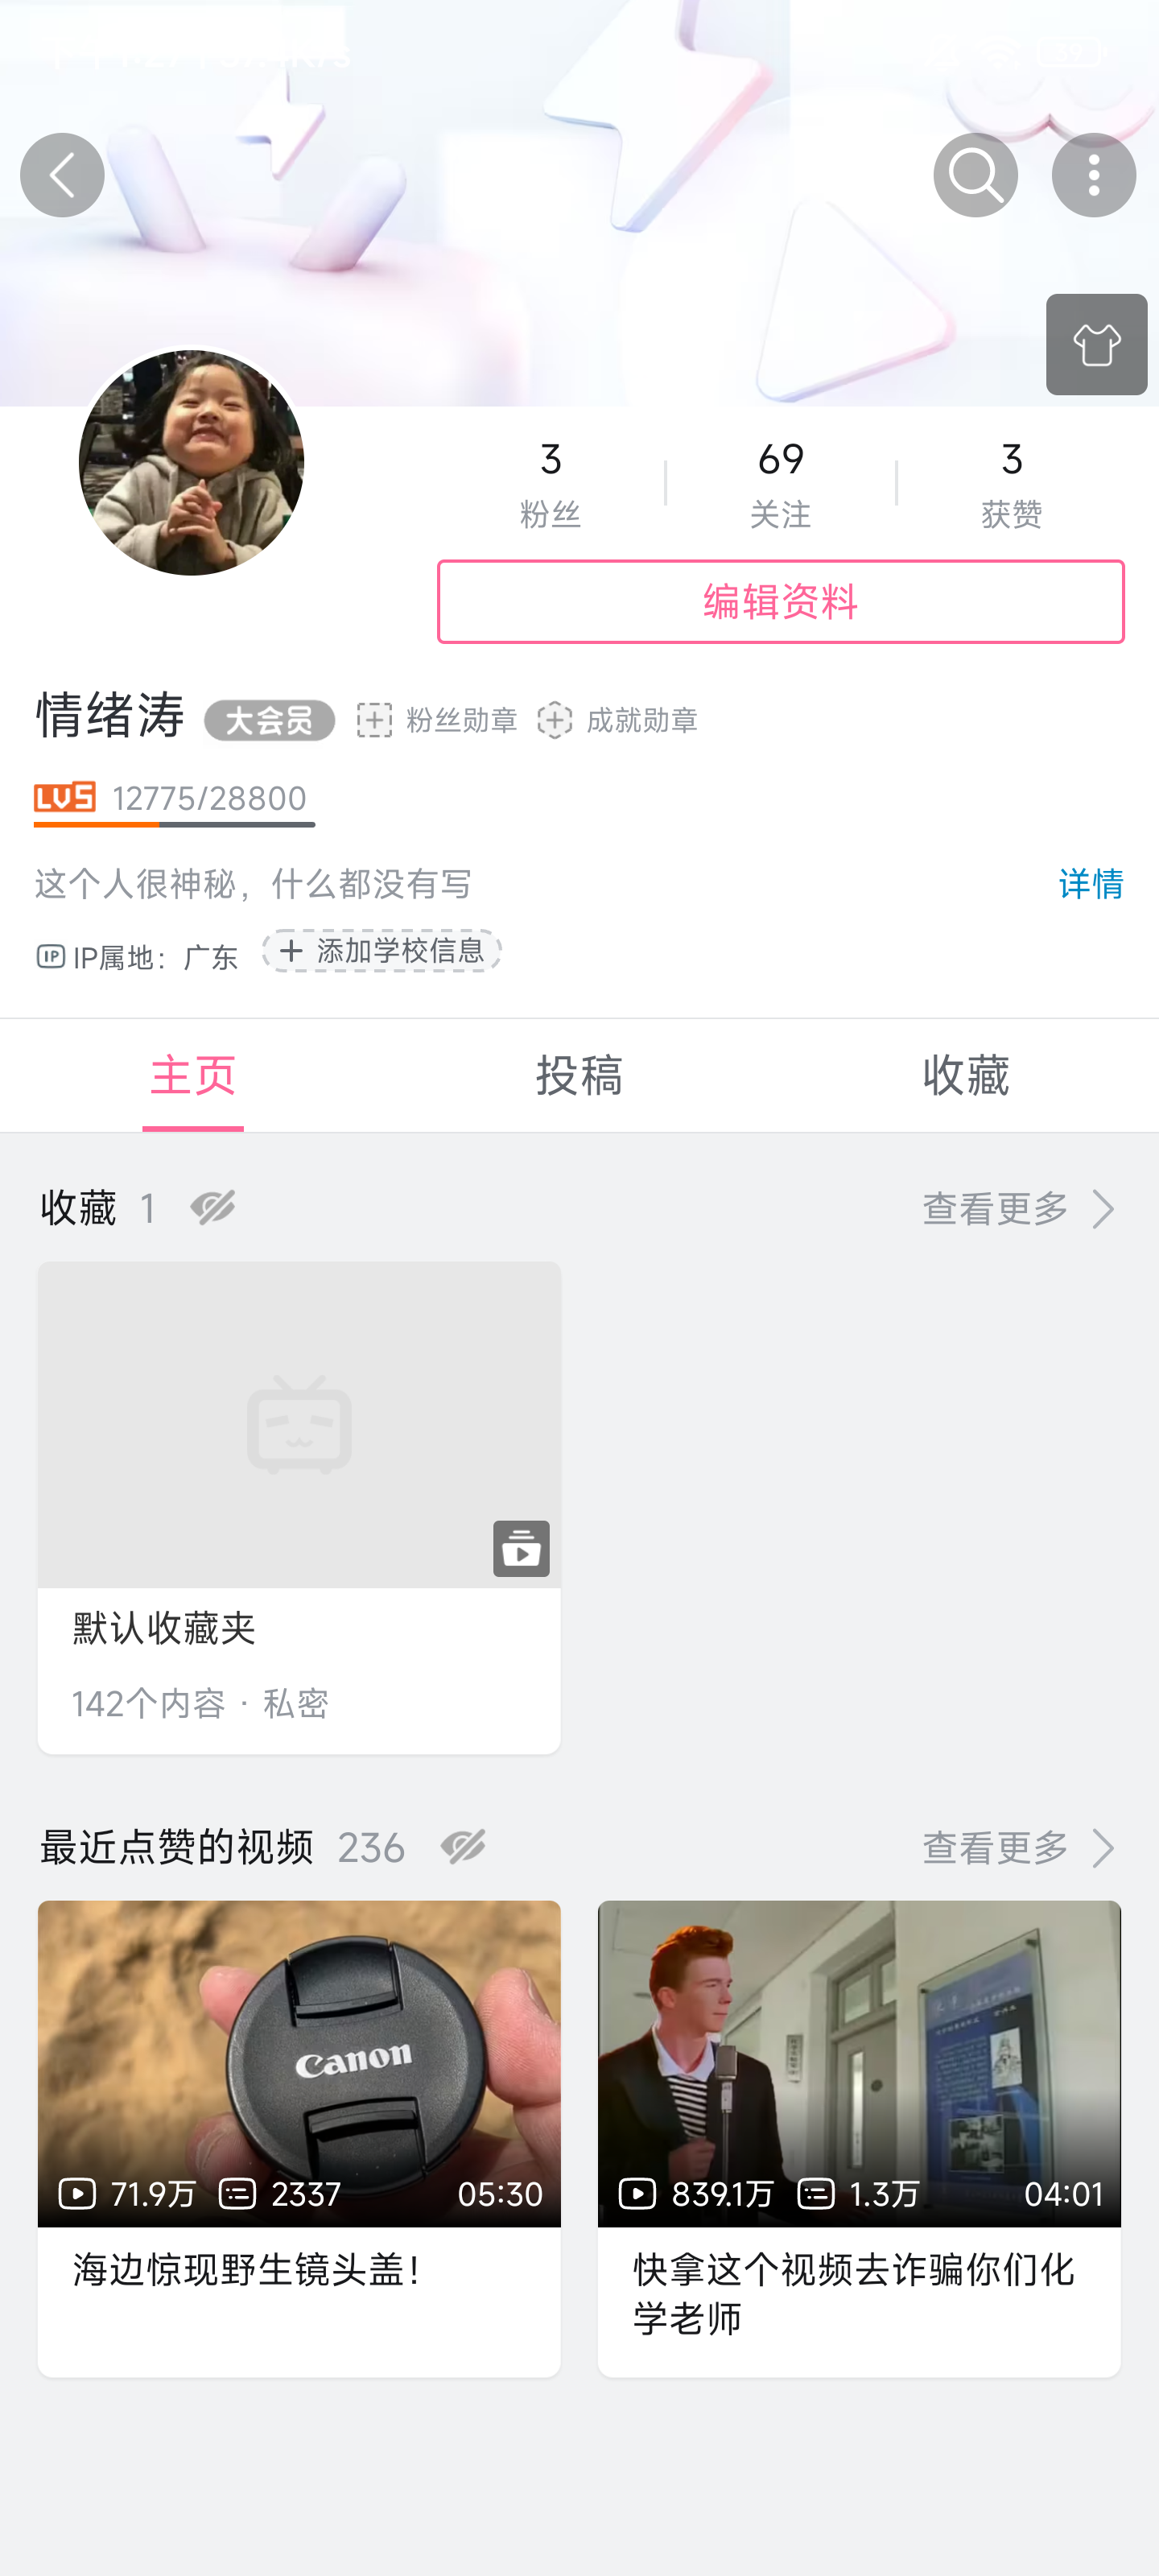 3
69
3
粉丝
关注
获赞
编辑资料
情绪涛 大会员 粉丝勋章 成就勋章
LV5 12775/28800
这个人很神秘，什么都没有写 详情
IP IP属地：广东 + 添加学校信息
主页 投稿 收藏
收藏 1 查看更多
默认收藏夹
142个内容 · 私密
最近点赞的视频 236 查看更多
Canon
71.9万 2337 05:30
海边惊现野生镜头盖！
839.1万 1.3万 04:01
快拿这个视频去诈骗你们化
学老师